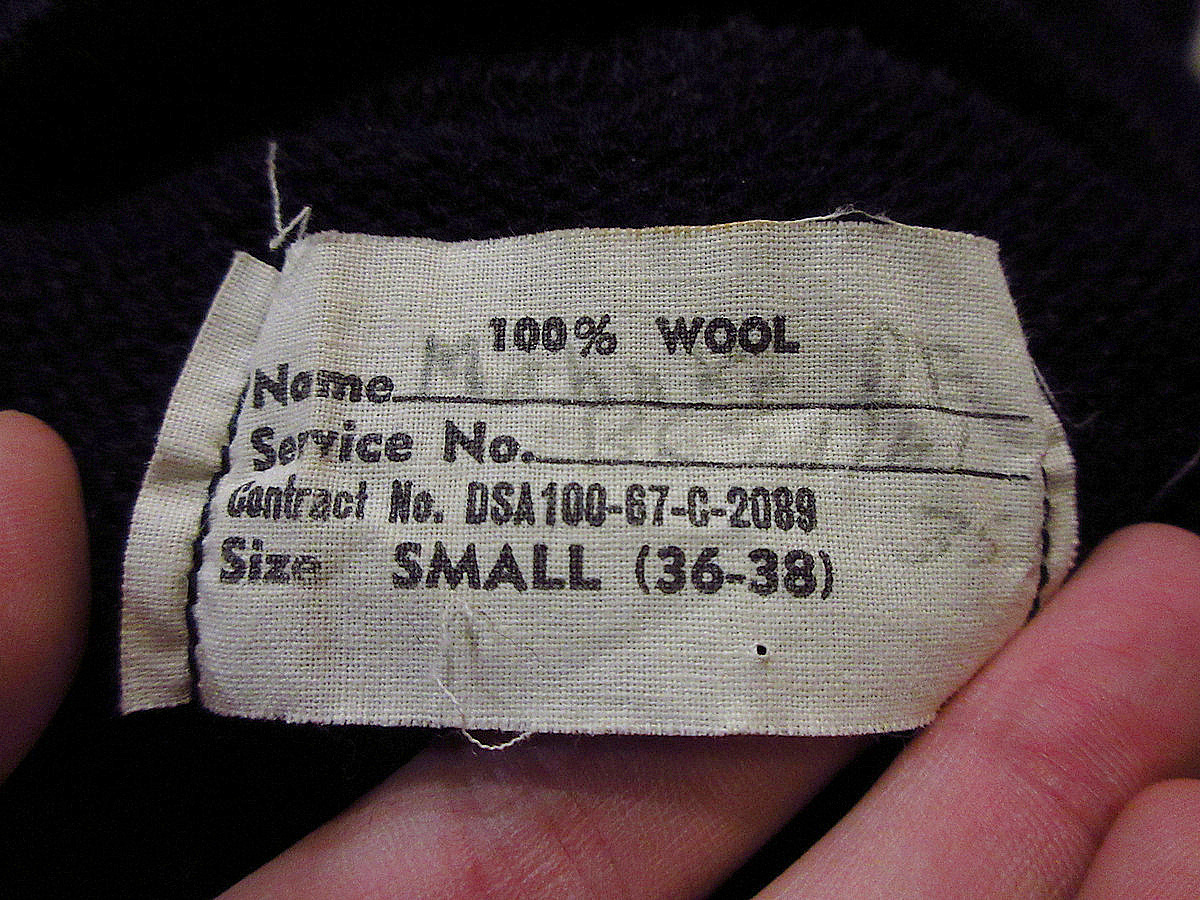 100% WOOL
Name
Service No.
Contract No. DSA100-67-C-2089
Size SMALL (36-38)